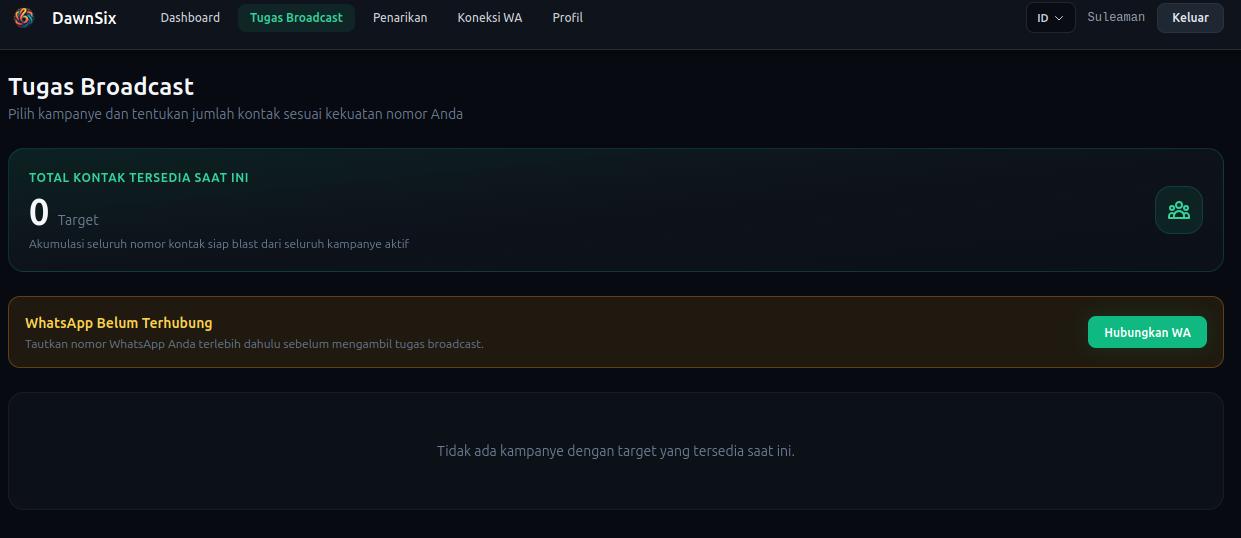 DawnSix Dashboard Tugas Broadcast Penarikan Koneksi WA Profil ID Suleaman Keluar
Tugas Broadcast
Pilih kampanye dan tentukan jumlah kontak sesuai kekuatan nomor Anda
TOTAL KONTAK TERSEDIA SAAT INI
0 Target
Akumulasi seluruh nomor kontak siap blast dari seluruh kampanye aktif
WhatsApp Belum Terhubung
Tautkan nomor WhatsApp Anda terlebih dahulu sebelum mengambil tugas broadcast.
Hubungkan WA
Tidak ada kampanye dengan target yang tersedia saat ini.